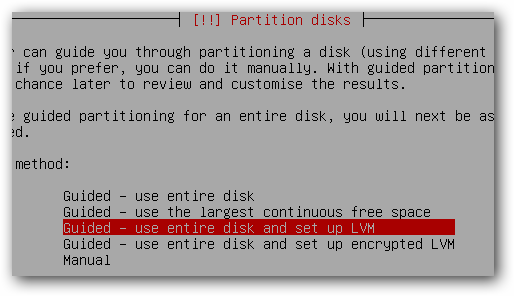 [!!] Partition disks
can guide you through partitioning a disk (using different
if you prefer, you can do it manually. With guided partition
chance later to review and customise the results.
guided partitioning for an entire disk, you will next be as
ed.
method:
Guided - use entire disk
Guided - use the largest continuous free space
Guided - use entire disk and set up LVM
Guided - use entire disk and set up encrypted LVM
Manual